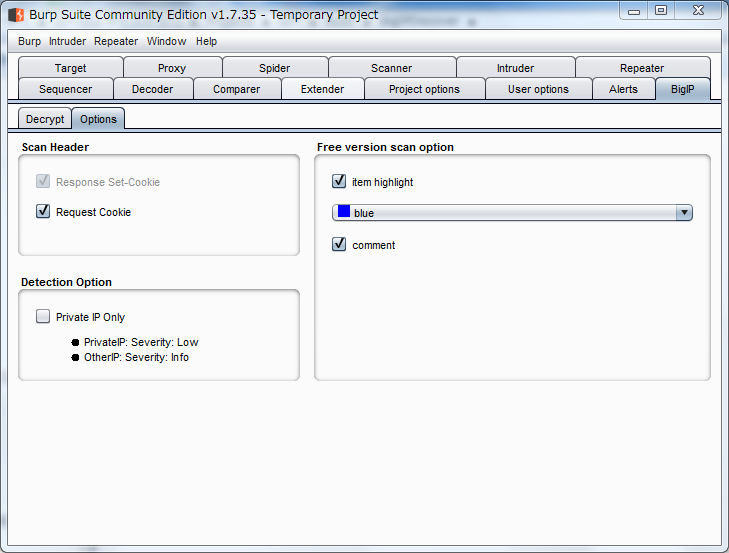 Burp Suite Community Edition v1.7.35 - Temporary Project
Burp Intruder Repeater Window Help
Target Proxy Spider Scanner Intruder Repeater
Sequencer Decoder Comparer Extender Project options User options Alerts BigIP
Decrypt Options
Scan Header
Response Set-Cookie
Request Cookie
Detection Option
Private IP Only
PrivateIP: Severity: Low
OtherIP: Severity: Info
Free version scan option
item highlight
blue
comment